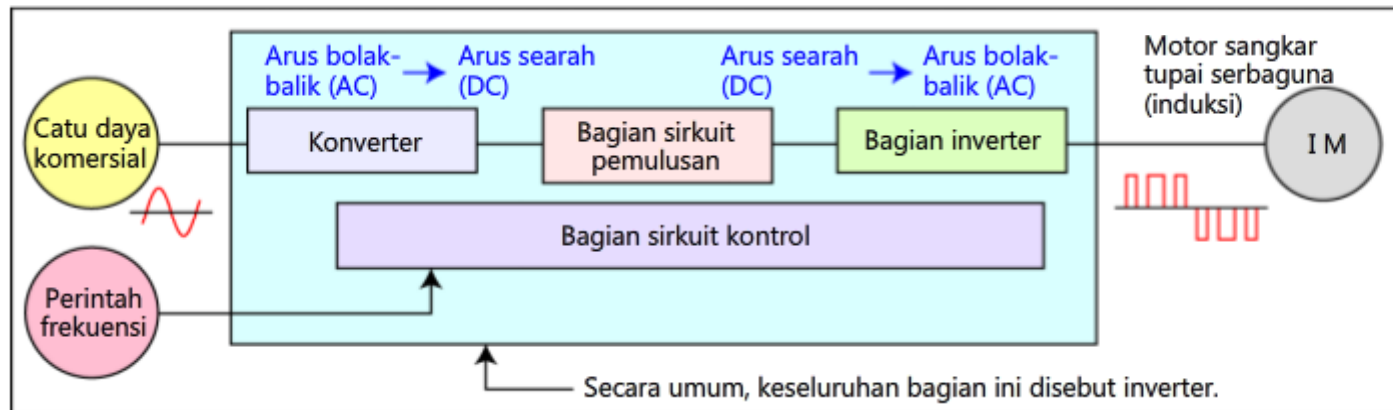 Arus bolak-
balik (AC)
Arus searah
(DC)
Arus searah
(DC)
Arus bolak-
balik (AC)
Motor sangkar
tupai serbaguna
(induksi)
Catu daya
komersial
Konverter
Bagian sirkuit
pemulusan
Bagian inverter
I M
Bagian sirkuit kontrol
Perintah
frekuensi
Secara umum, keseluruhan bagian ini disebut inverter.